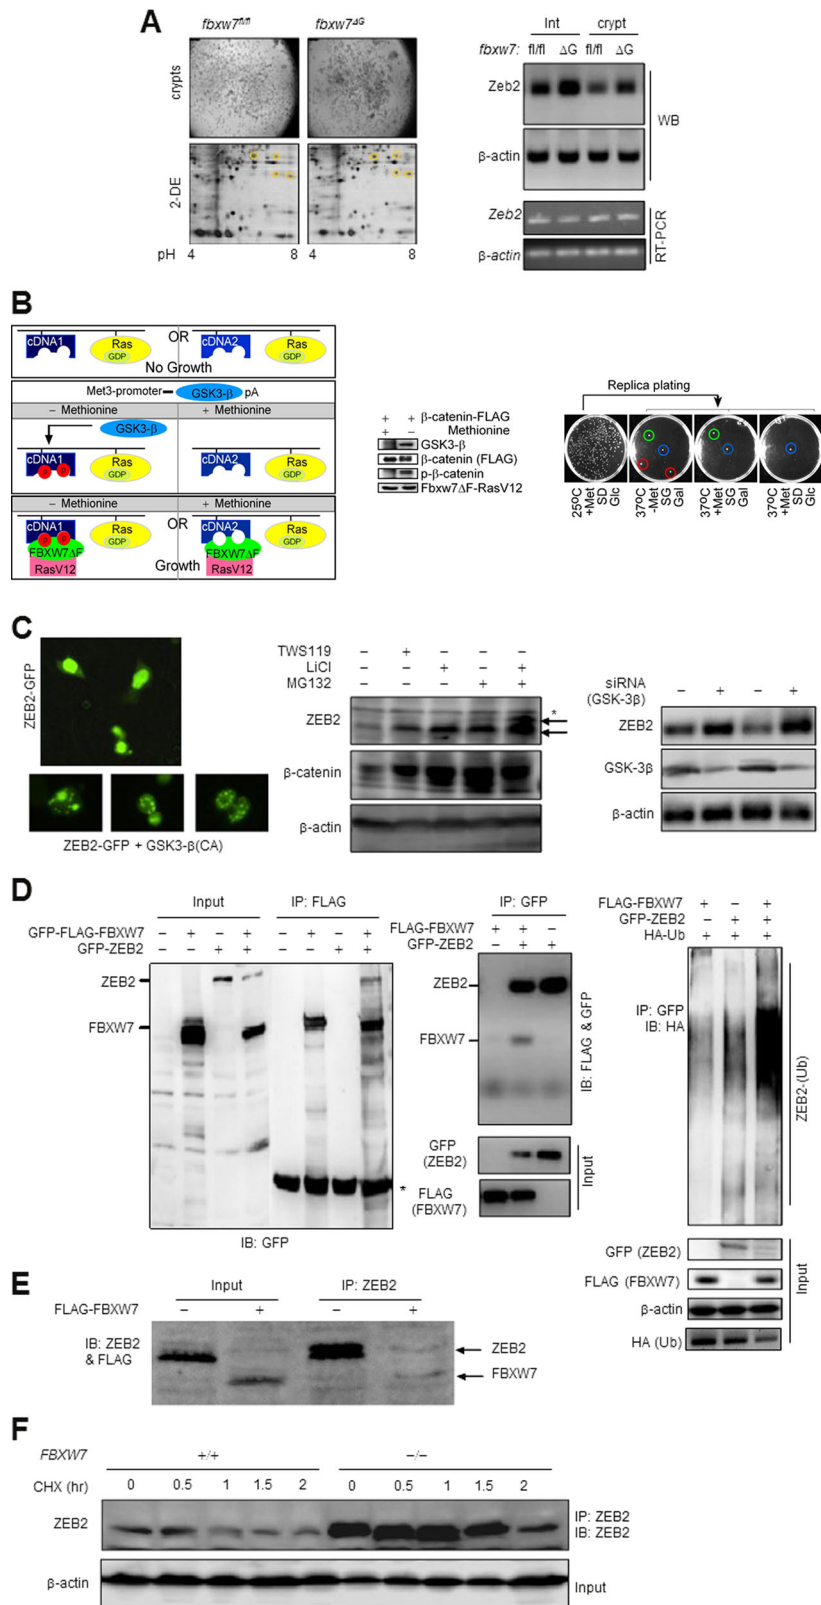 A
fbxw7fl/fl
fbxw7ΔG
crypts
2-DE
pH 4 8 4 8
Int crypt
fbxw7: fl/fl ΔG fl/fl ΔG
Zeb2
β-actin
WB
Zeb2
β-actin
RT-PCR
B
cDNA1 Ras GDP OR cDNA2 Ras GDP
No Growth
Met3-promoter GSK3-β pA
− Methionine + Methionine
GSK3-β
cDNA1 p p Ras GDP cDNA2 Ras GDP
− Methionine + Methionine
cDNA1 p p FBXW7ΔF RasV12 Ras GDP OR cDNA2 FBXW7ΔF RasV12 Ras GDP
Growth
+ + β-catenin-FLAG
+ − Methionine
GSK3-β
β-catenin (FLAG)
p-β-catenin
Fbxw7ΔF-RasV12
Replica plating
25°C +Met SD Glc
37°C -Met SG Gal
37°C +Met SG Gal
37°C +Met SD Glc
C
ZEB2-GFP
ZEB2-GFP + GSK3-β(CA)
TWS119 − + − − −
LiCl − − + − +
MG132 − − − + +
ZEB2
*
β-catenin
β-actin
siRNA (GSK-3β) − + − +
ZEB2
GSK-3β
β-actin
D
Input IP: FLAG
GFP-FLAG-FBXW7 − + − + − + − +
GFP-ZEB2 − − + + − − + +
ZEB2
FBXW7
*
IB: GFP
IP: GFP
FLAG-FBXW7 + + −
GFP-ZEB2 − + +
ZEB2
FBXW7
IB: FLAG & GFP
GFP (ZEB2)
FLAG (FBXW7)
Input
FLAG-FBXW7 + − +
GFP-ZEB2 − + +
HA-Ub + + +
IP: GFP
IB: HA
ZEB2-(Ub)
GFP (ZEB2)
FLAG (FBXW7)
β-actin
HA (Ub)
Input
E
Input IP: ZEB2
FLAG-FBXW7 − + − +
IB: ZEB2 & FLAG
ZEB2
FBXW7
F
FBXW7 +/+ −/−
CHX (hr) 0 0.5 1 1.5 2 0 0.5 1 1.5 2
ZEB2
IP: ZEB2
IB: ZEB2
β-actin
Input